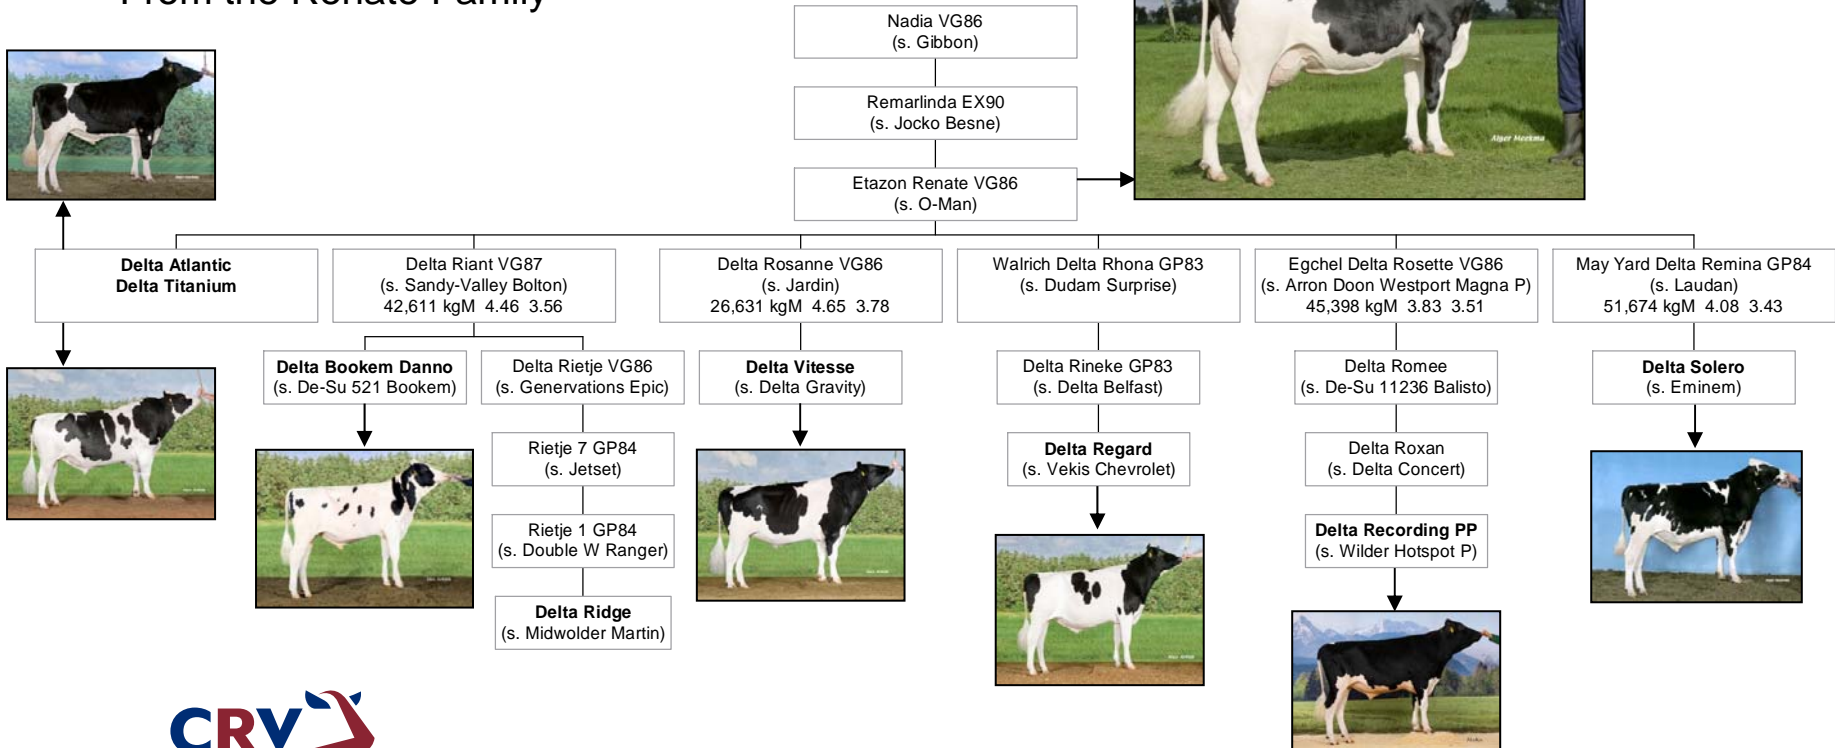 From the Renate Family
Nadia VG86
(s. Gibbon)
Remarlinda EX90
(s. Jocko Besne)
Etazon Renate VG86
(s. O-Man)
Alger Meekma
Delta Atlantic
Delta Titanium
Delta Riant VG87
(s. Sandy-Valley Bolton)
42,611 kgM 4.46 3.56
Delta Rosanne VG86
(s. Jardin)
26,631 kgM 4.65 3.78
Walrich Delta Rhona GP83
(s. Dudam Surprise)
Egchel Delta Rosette VG86
(s. Arron Doon Westport Magna P)
45,398 kgM 3.83 3.51
May Yard Delta Remina GP84
(s. Laudan)
51,674 kgM 4.08 3.43
Delta Bookem Danno
(s. De-Su 521 Bookem)
Delta Rietje VG86
(s. Genervations Epic)
Delta Vitesse
(s. Delta Gravity)
Delta Rineke GP83
(s. Delta Belfast)
Delta Romee
(s. De-Su 11236 Balisto)
Delta Solero
(s. Eminem)
Rietje 7 GP84
(s. Jetset)
Delta Regard
(s. Vekis Chevrolet)
Delta Roxan
(s. Delta Concert)
Rietje 1 GP84
(s. Double W Ranger)
Delta Recording PP
(s. Wilder Hotspot P)
Delta Ridge
(s. Midwolder Martin)
CRV